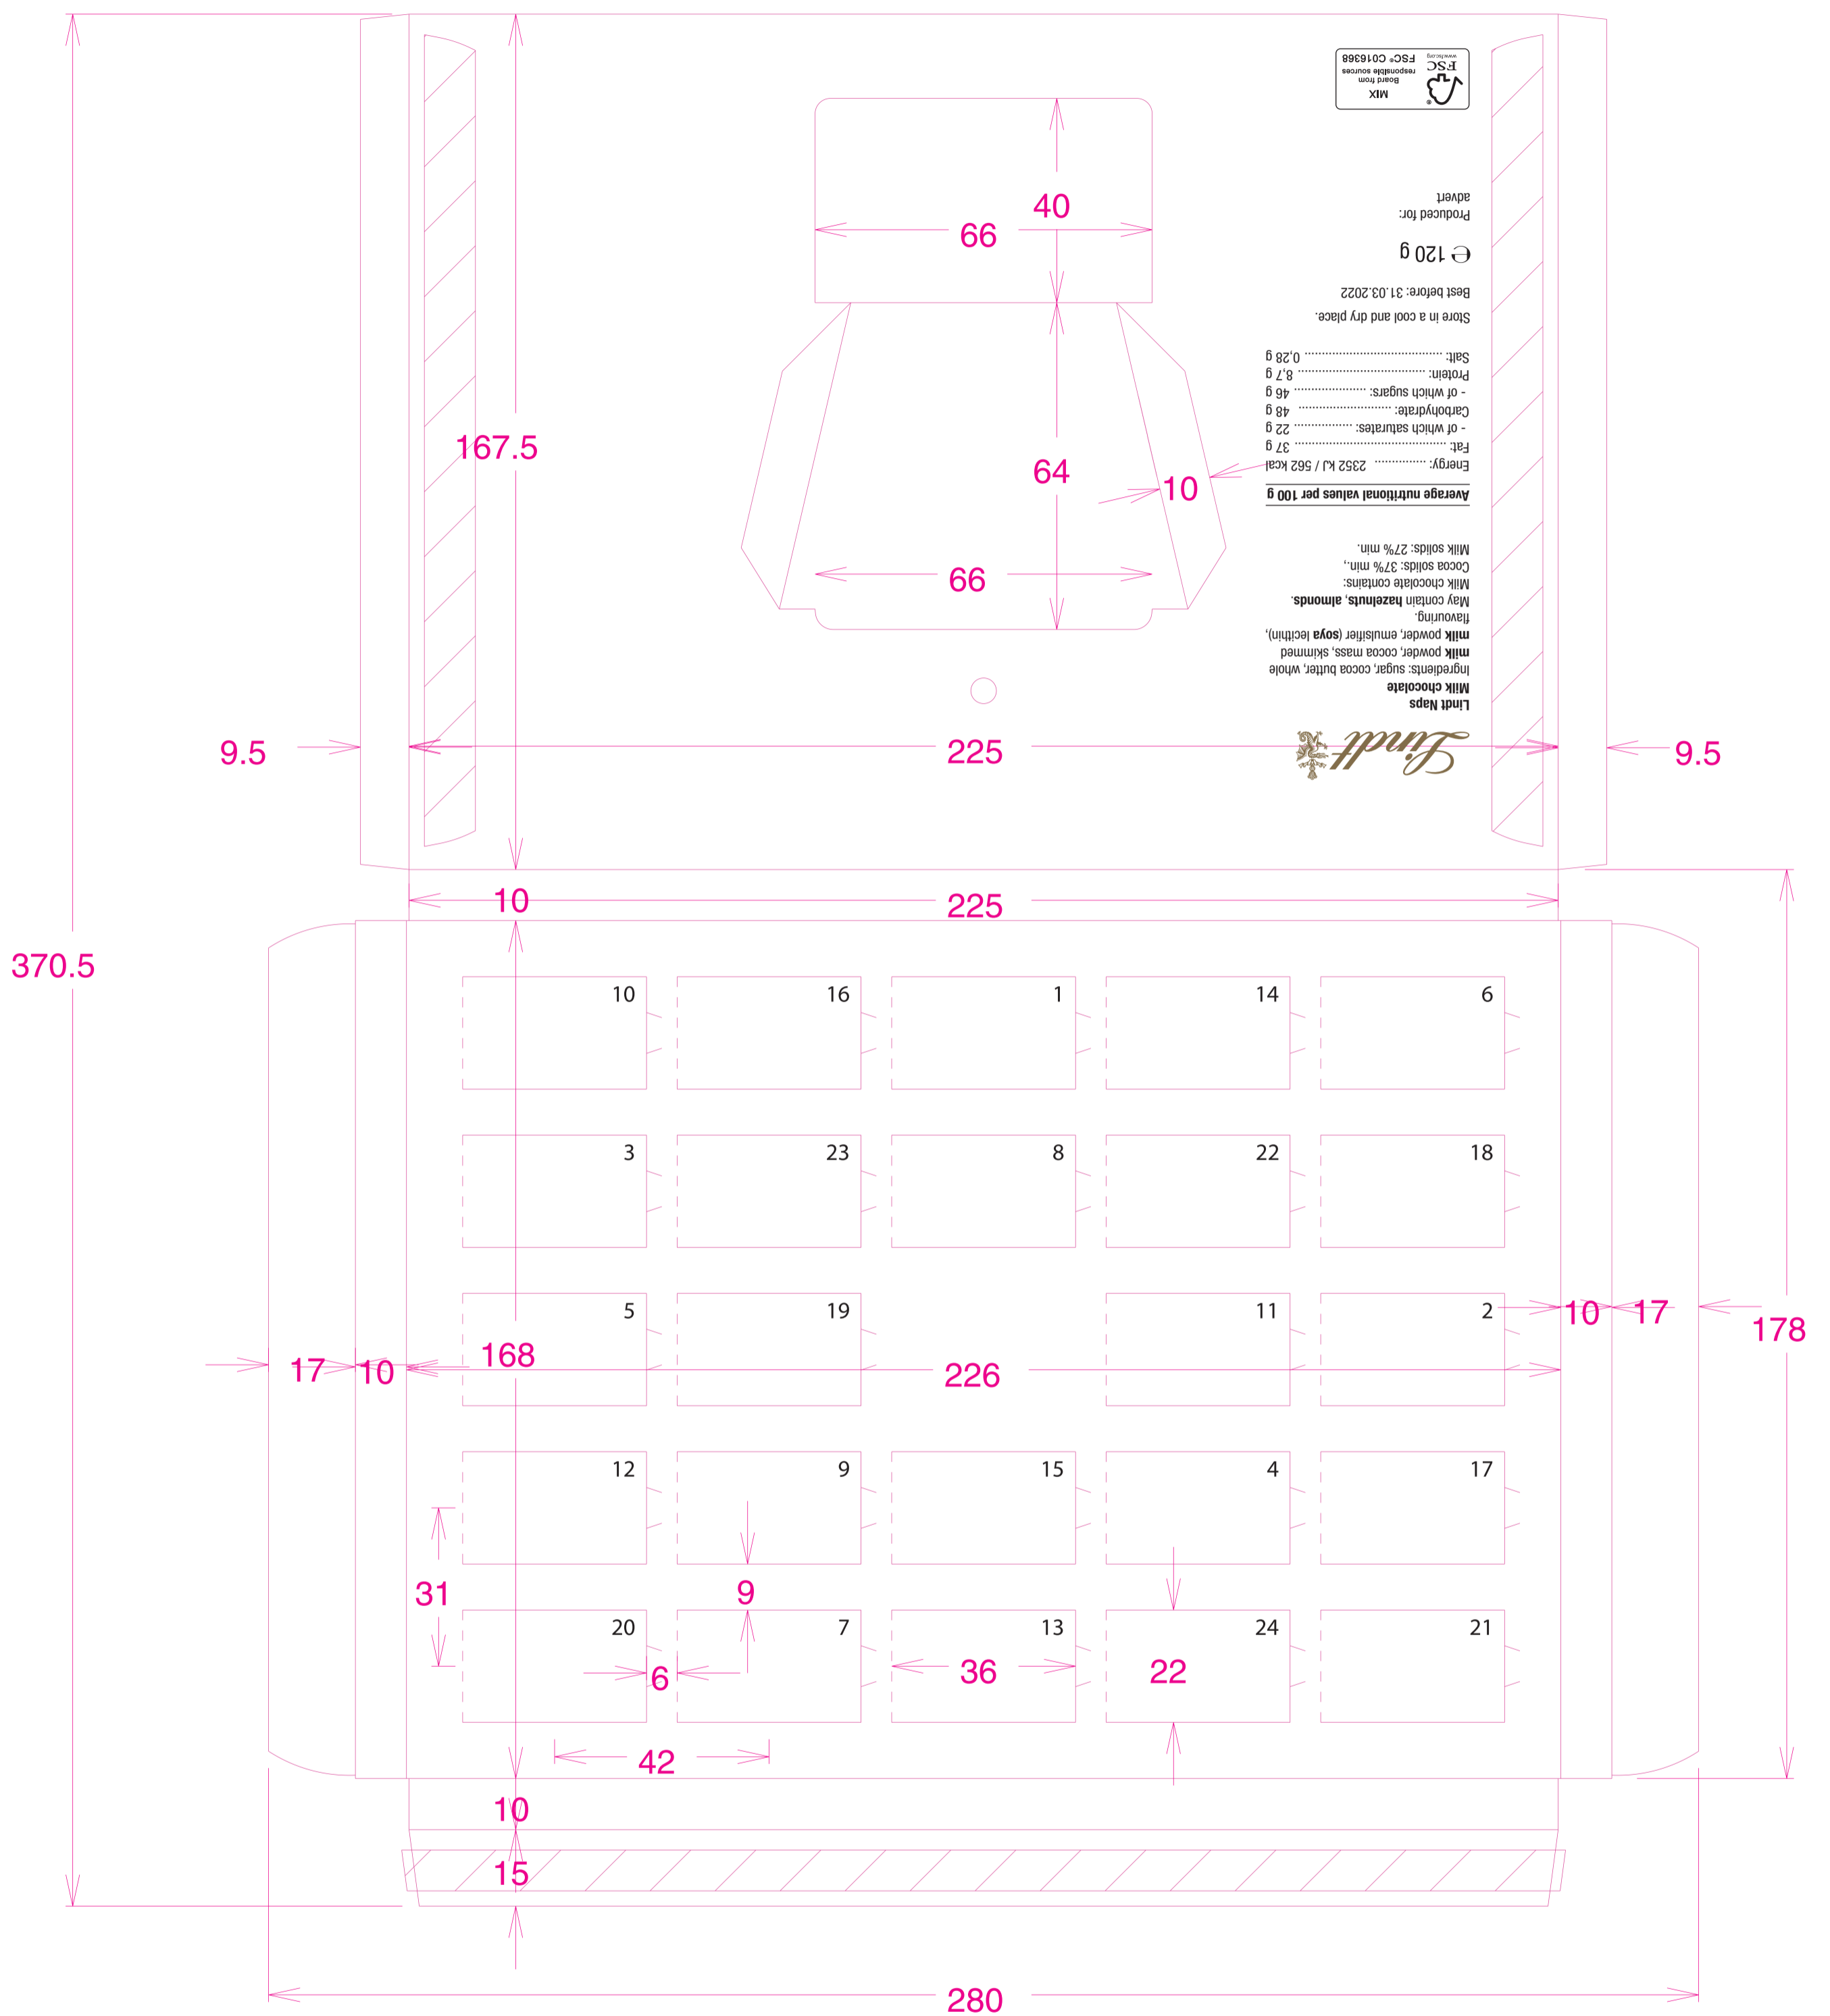 MIX
Board from
responsible sources
FSC® C016368
FSC
www.fsc.org
®
Lindt
Lindt Naps
Milk chocolate
Ingredients: sugar, cocoa butter, whole
milk powder, cocoa mass, skimmed
milk powder, emulsifier (soya lecithin),
flavouring.
May contain hazelnuts, almonds.
Milk chocolate contains:
Cocoa solids: 37% min.,
Milk solids: 27% min.
Average nutritional values per 100 g
Energy: ............... 2352 kJ / 562 kcal
Fat: ............................................ 37 g
- of which saturates: ................. 22 g
Carbohydrate: ........................... 48 g
- of which sugars: ..................... 46 g
Protein: ..................................... 8,7 g
Salt: ........................................ 0,28 g
Store in a cool and dry place.
Best before: 31.03.2022
℮ 120 g
Produced for:
advert
40
66
167.5
64
10
66
9.5
225
9.5
10
225
370.5
10 16 1 14 6
3 23 8 22 18
5 19 11 2
10 17
178
17 10 168 226
12 9 15 4 17
31
9
20 7 13 24 21
6 36 22
42
10
15
280